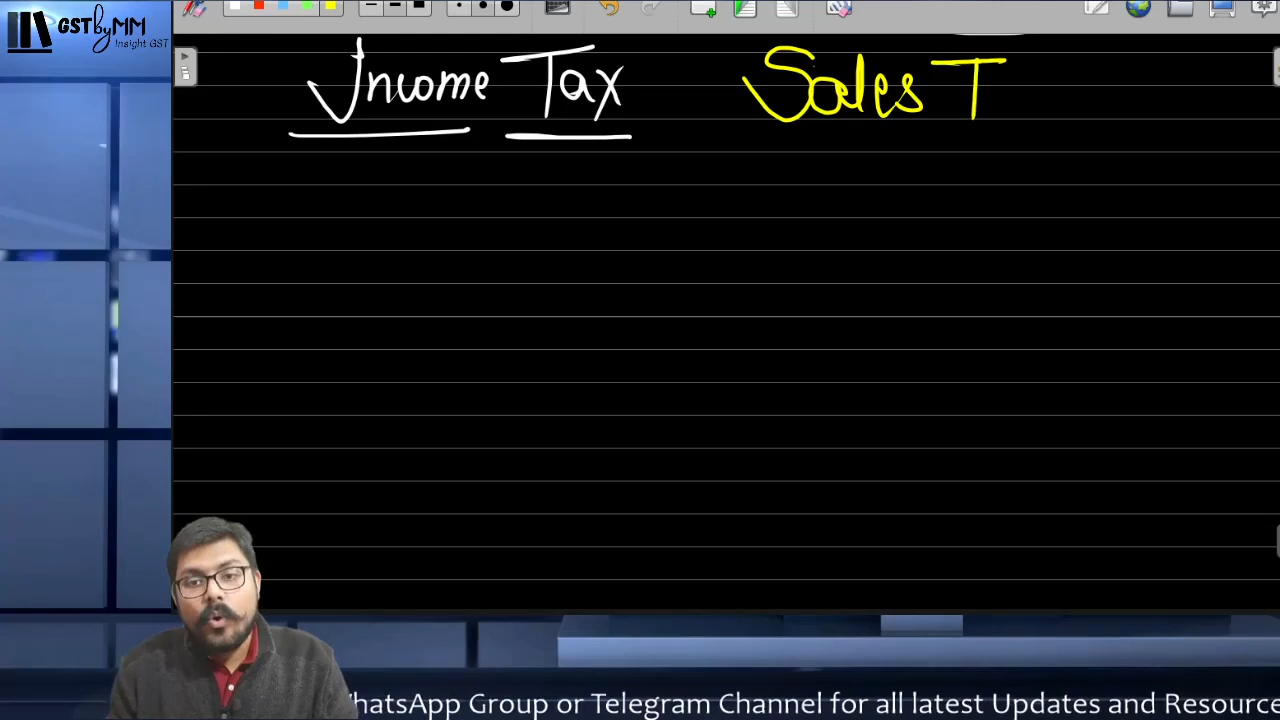 GSTbyMM
Insight GST
Income Tax Sales T
hatsApp Group or Telegram Channel for all latest Updates and Resource